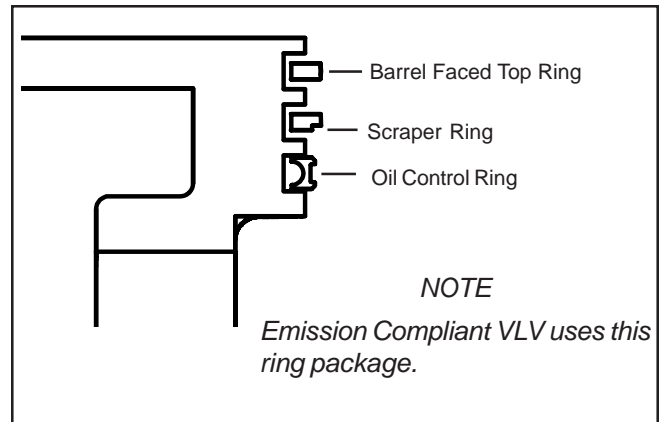 Barrel Faced Top Ring
Scraper Ring
Oil Control Ring
NOTE
Emission Compliant VLV uses this
ring package.